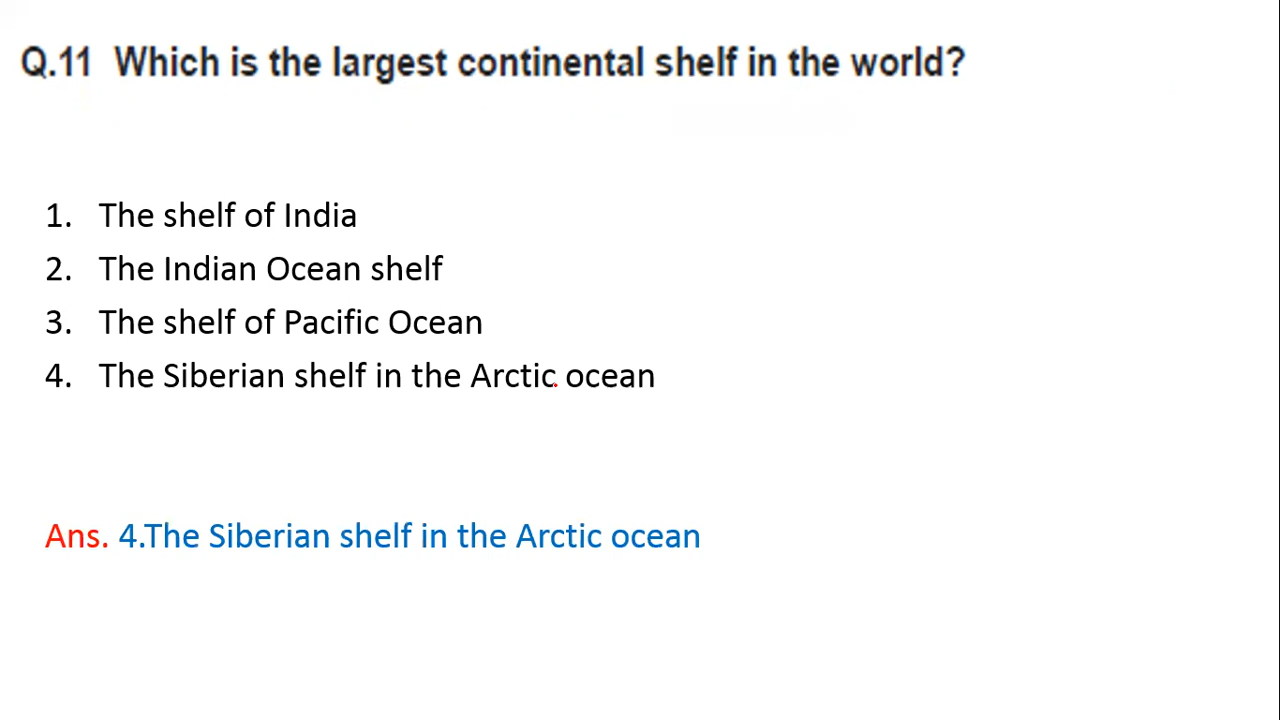 Q.11 Which is the largest continental shelf in the world?
1. The shelf of India
2. The Indian Ocean shelf
3. The shelf of Pacific Ocean
4. The Siberian shelf in the Arctic ocean
Ans. 4.The Siberian shelf in the Arctic ocean